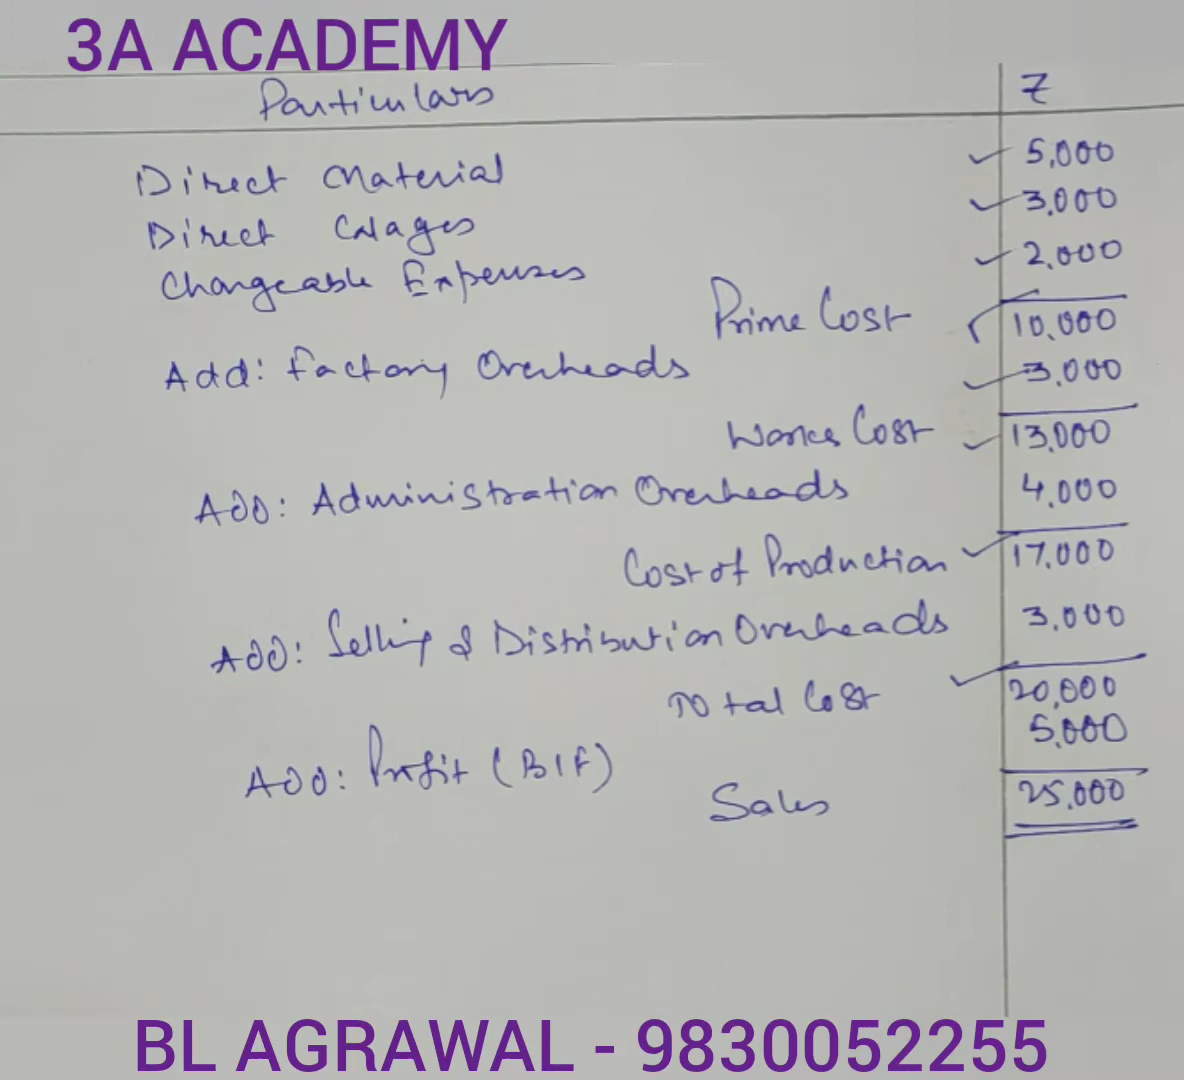 3A ACADEMY
Particulars ₹
Direct Material 5,000
Direct Wages 3,000
Chargeable Expenses 2,000
Prime Cost 10,000
Add: Factory Overheads 3,000
Works Cost 13,000
Add: Administration Overheads 4,000
Cost of Production 17,000
Add: Selling & Distribution Overheads 3,000
Total Cost 20,000
Add: Profit (B/F) 5,000
Sales 25,000
BL AGRAWAL - 9830052255